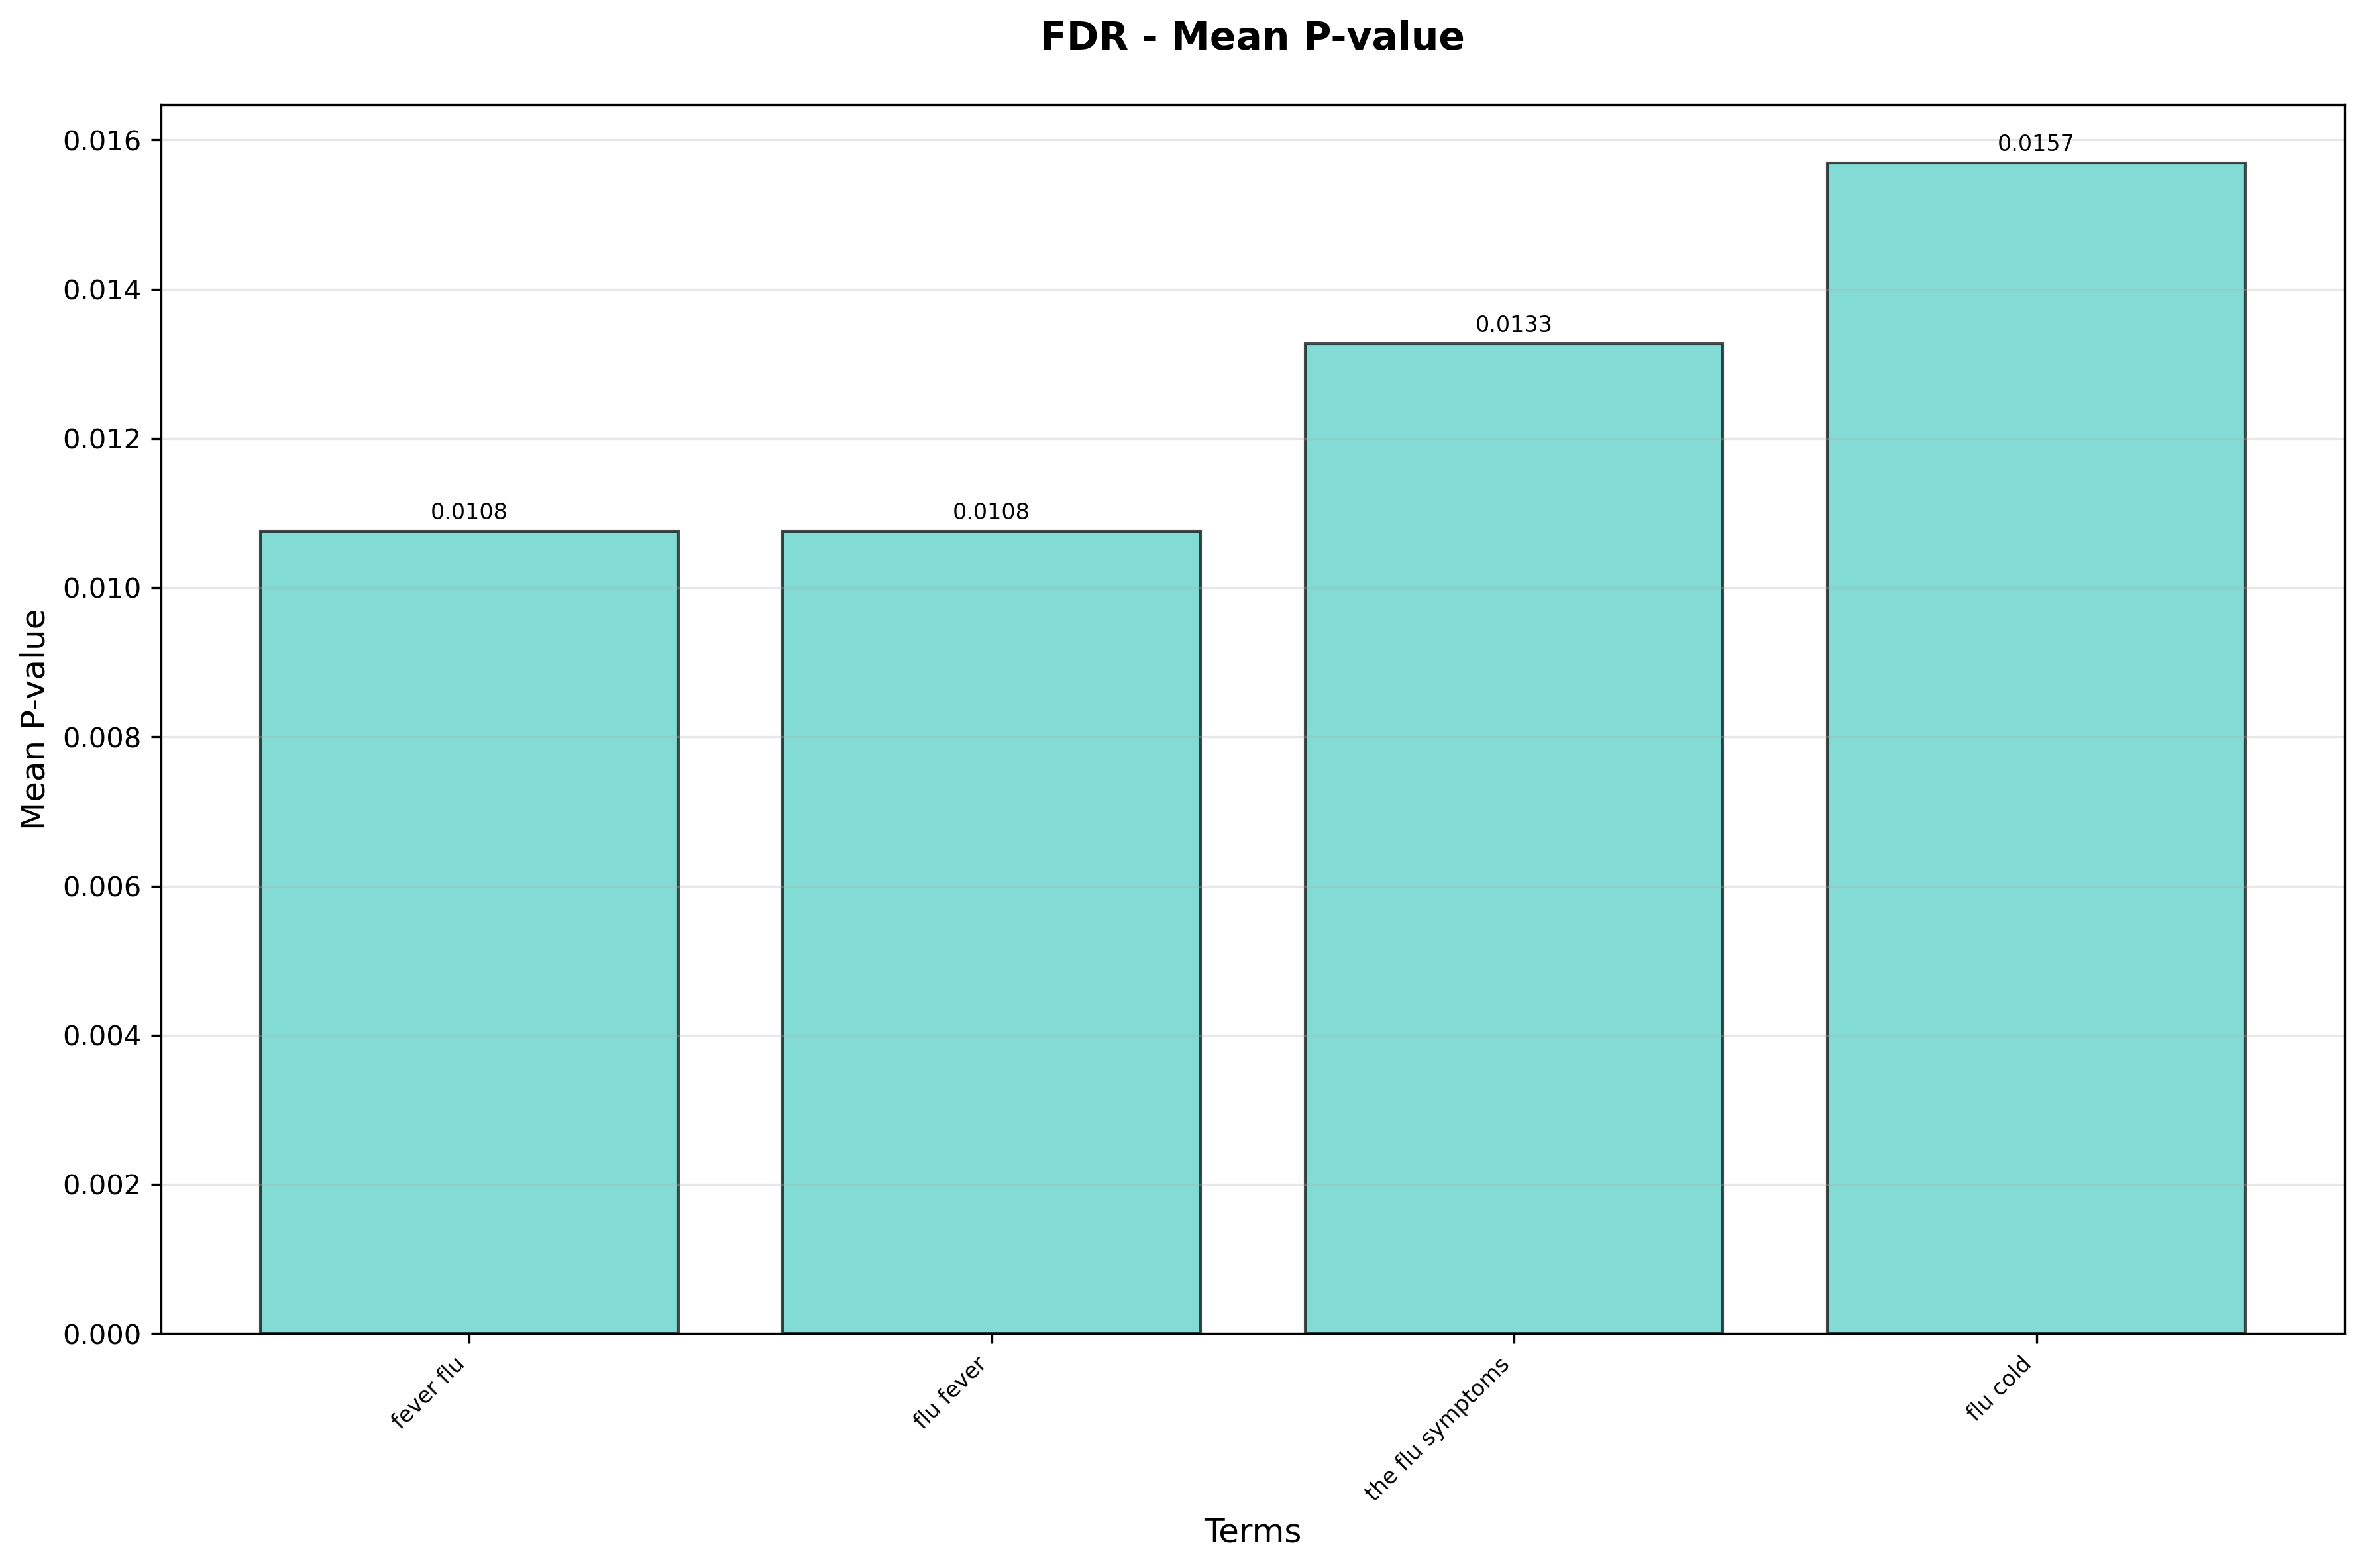 FDR - Mean P-value
Mean P-value
0.016
0.014
0.012
0.010
0.008
0.006
0.004
0.002
0.000
0.0108
0.0108
0.0133
0.0157
fever flu
flu fever
the flu symptoms
flu cold
Terms